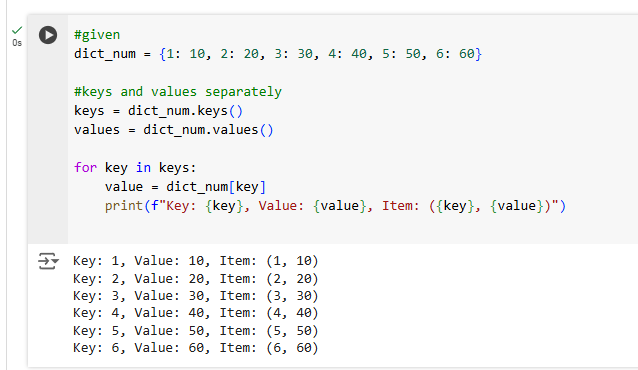 #given
dict_num = {1: 10, 2: 20, 3: 30, 4: 40, 5: 50, 6: 60}
#keys and values separately
keys = dict_num.keys()
values = dict_num.values()
for key in keys:
    value = dict_num[key]
    print(f"Key: {key}, Value: {value}, Item: ({key}, {value})")
0s
Key: 1, Value: 10, Item: (1, 10)
Key: 2, Value: 20, Item: (2, 20)
Key: 3, Value: 30, Item: (3, 30)
Key: 4, Value: 40, Item: (4, 40)
Key: 5, Value: 50, Item: (5, 50)
Key: 6, Value: 60, Item: (6, 60)